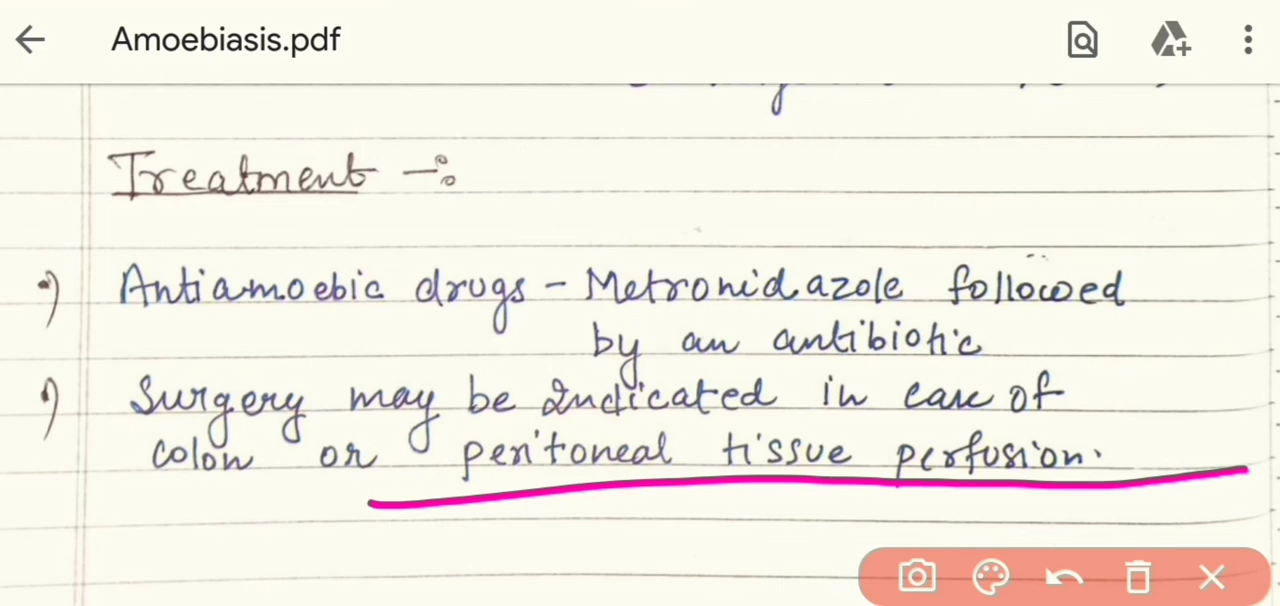 Amoebiasis.pdf
Treatment -:
Antiamoebic drugs - Metronidazole followed
by an antibiotic
Surgery may be indicated in case of
colon or peritoneal tissue perfusion.